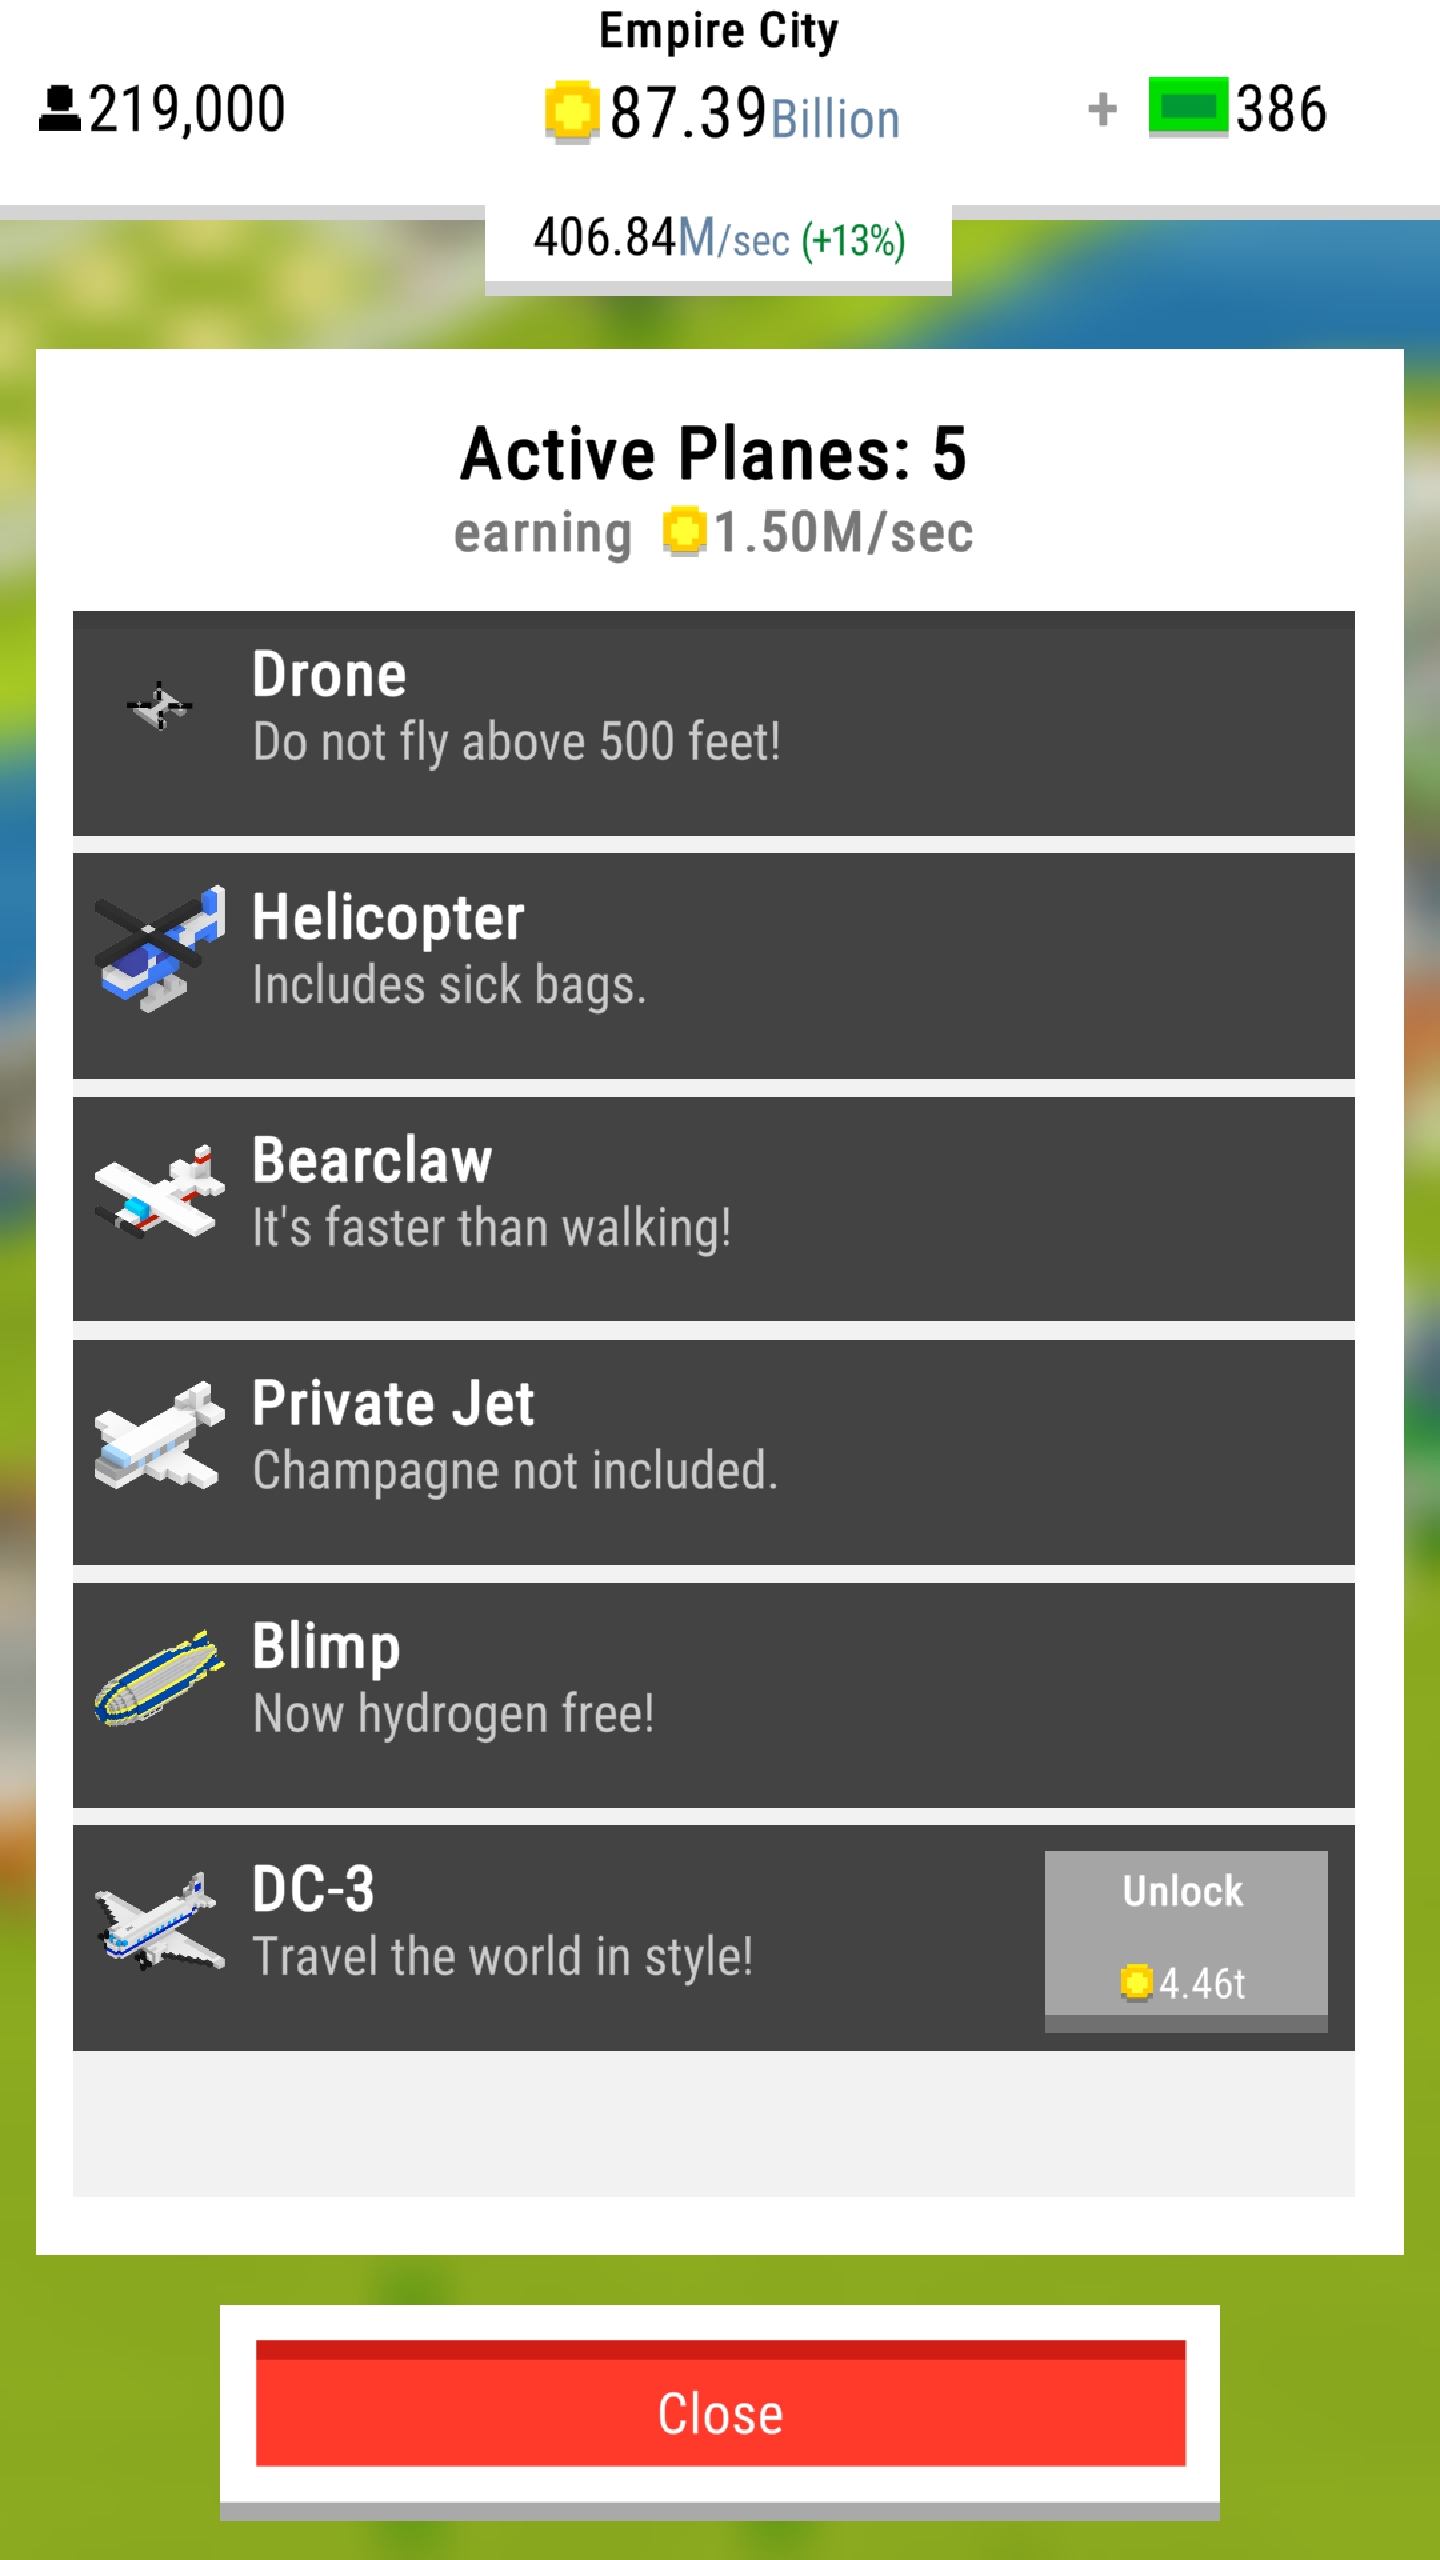 Empire City
219,000
87.39Billion
+ 386
406.84M/sec (+13%)
Active Planes: 5
earning 1.50M/sec
Drone
Do not fly above 500 feet!
Helicopter
Includes sick bags.
Bearclaw
It's faster than walking!
Private Jet
Champagne not included.
Blimp
Now hydrogen free!
DC-3
Travel the world in style!
Unlock
4.46t
Close